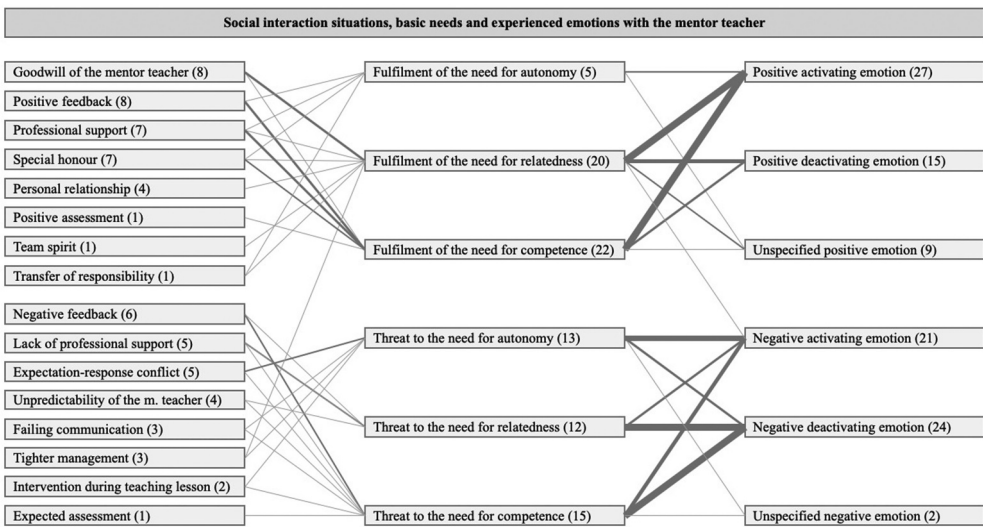 Social interaction situations, basic needs and experienced emotions with the mentor teacher
Goodwill of the mentor teacher (8)
Positive feedback (8)
Professional support (7)
Special honour (7)
Personal relationship (4)
Positive assessment (1)
Team spirit (1)
Transfer of responsibility (1)
Negative feedback (6)
Lack of professional support (5)
Expectation-response conflict (5)
Unpredictability of the m. teacher (4)
Failing communication (3)
Tighter management (3)
Intervention during teaching lesson (2)
Expected assessment (1)
Fulfilment of the need for autonomy (5)
Fulfilment of the need for relatedness (20)
Fulfilment of the need for competence (22)
Threat to the need for autonomy (13)
Threat to the need for relatedness (12)
Threat to the need for competence (15)
Positive activating emotion (27)
Positive deactivating emotion (15)
Unspecified positive emotion (9)
Negative activating emotion (21)
Negative deactivating emotion (24)
Unspecified negative emotion (2)